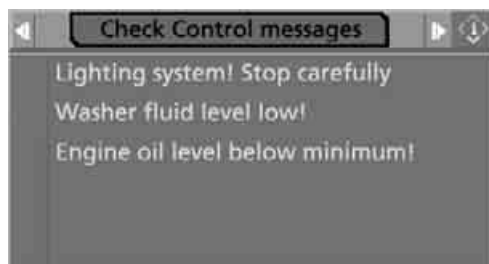 Check Control messages
Lighting system! Stop carefully
Washer fluid level low!
Engine oil level below minimum!